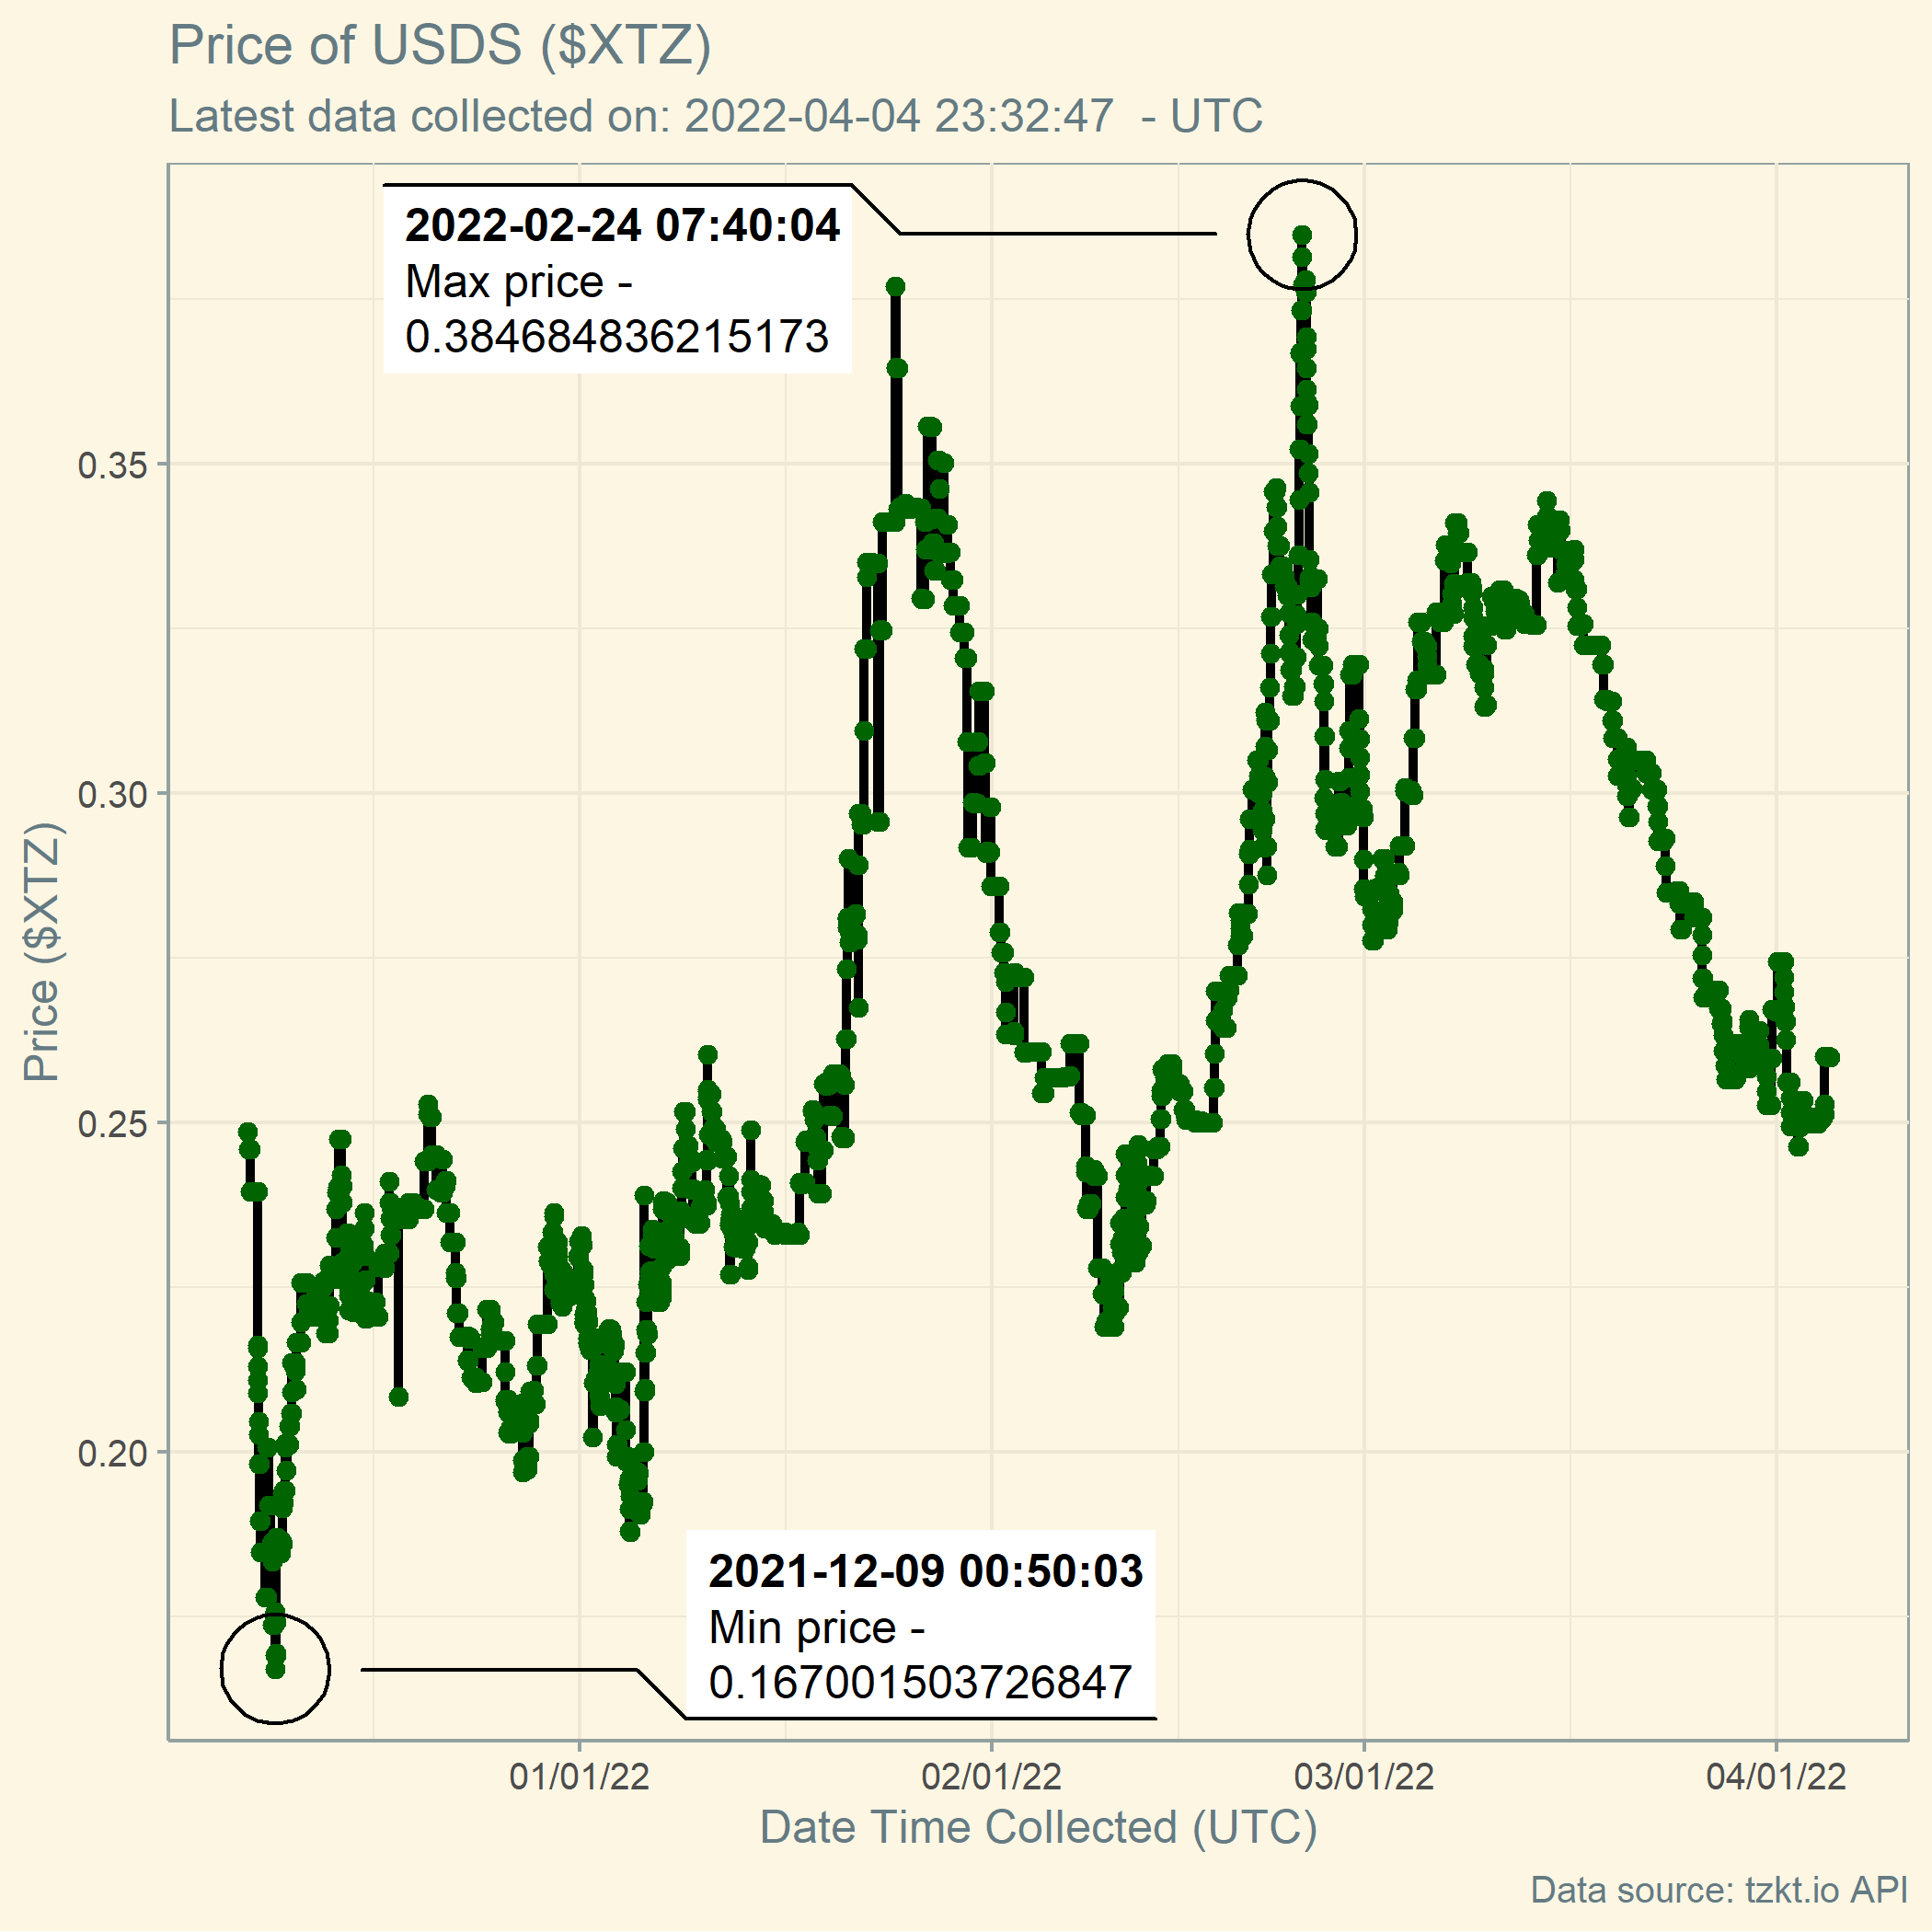 Price of USDS ($XTZ)
Latest data collected on: 2022-04-04 23:32:47  - UTC
2022-02-24 07:40:04
Max price -
0.384684836215173
0.35
0.30
0.25
0.20
Price ($XTZ)
2021-12-09 00:50:03
Min price -
0.167001503726847
01/01/22
02/01/22
03/01/22
04/01/22
Date Time Collected (UTC)
Data source: tzkt.io API